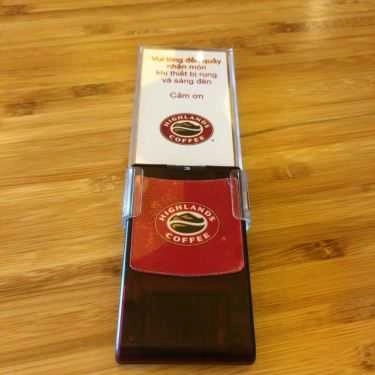 Vui lòng đến quầy
nhận món
khi thiết bị rung
và sáng đèn
Cảm ơn
HIGHLANDS
COFFEE
HIGHLANDS
COFFEE